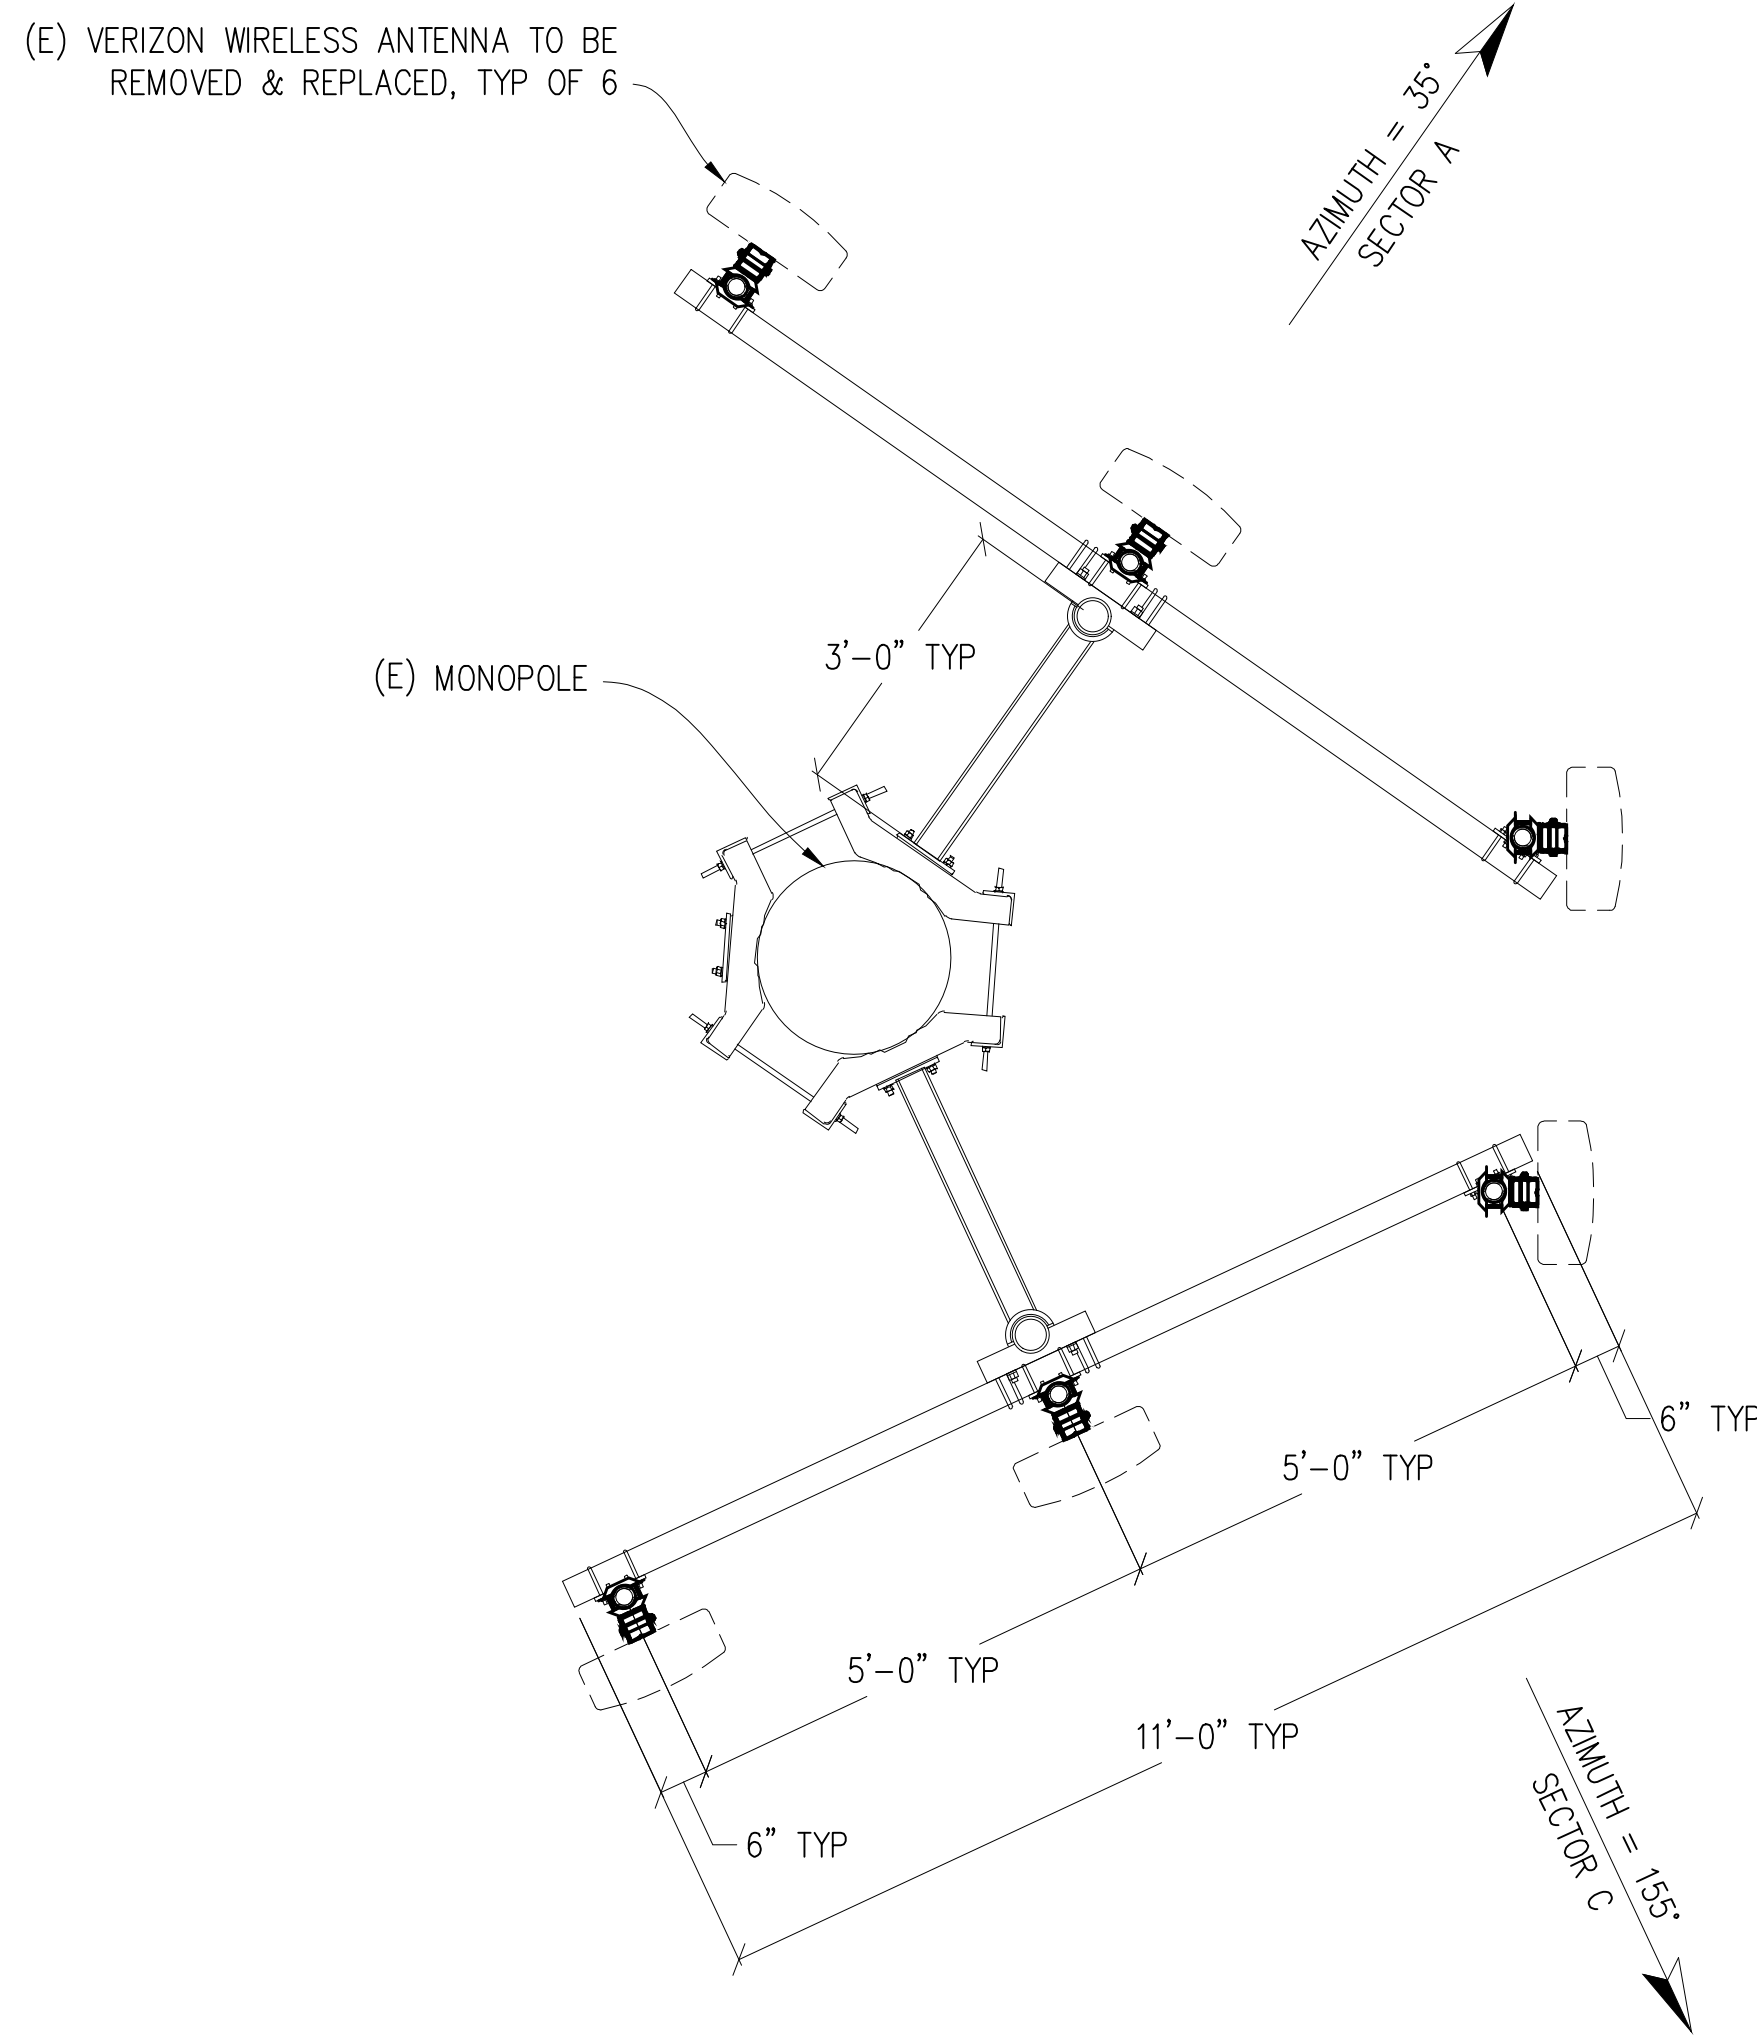 (E) VERIZON WIRELESS ANTENNA TO BE
REMOVED & REPLACED, TYP OF 6
AZIMUTH = 35°
SECTOR A
3'-0" TYP
(E) MONOPOLE
6" TYP
5'-0" TYP
5'-0" TYP
11'-0" TYP
6" TYP
AZIMUTH = 155°
SECTOR C